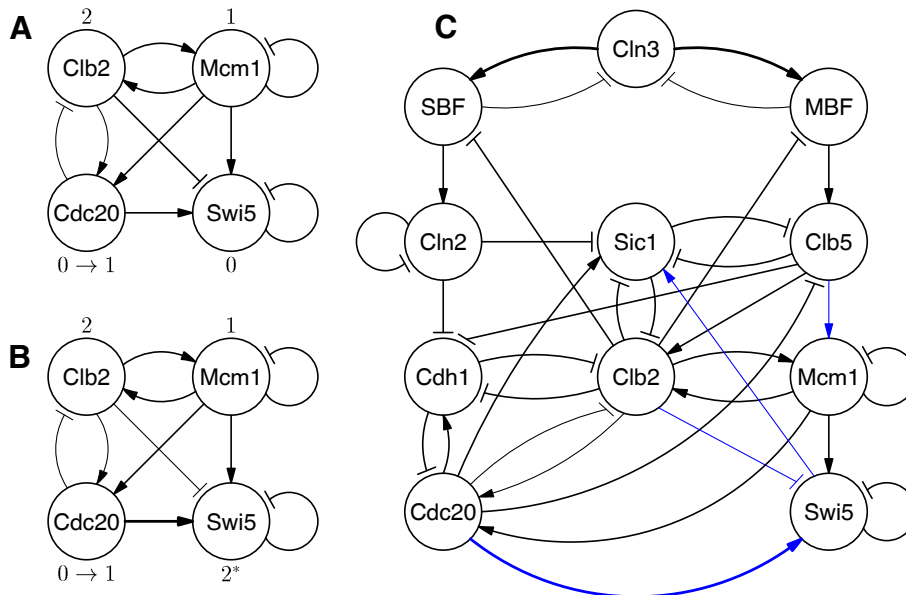 A
2
1
Clb2
Mcm1
Cdc20
Swi5
0 → 1
0
B
2
1
Clb2
Mcm1
Cdc20
Swi5
0 → 1
2*
C
Cln3
SBF
MBF
Cln2
Sic1
Clb5
Cdh1
Clb2
Mcm1
Cdc20
Swi5